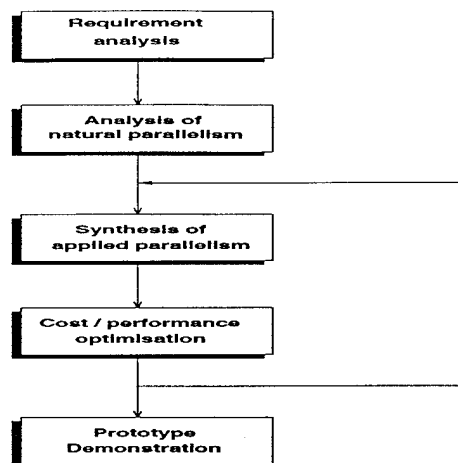 Requirement
analysis
Analysis of
natural parallelism
Synthesis of
applied parallelism
Cost / performance
optimisation
Prototype
Demonstration